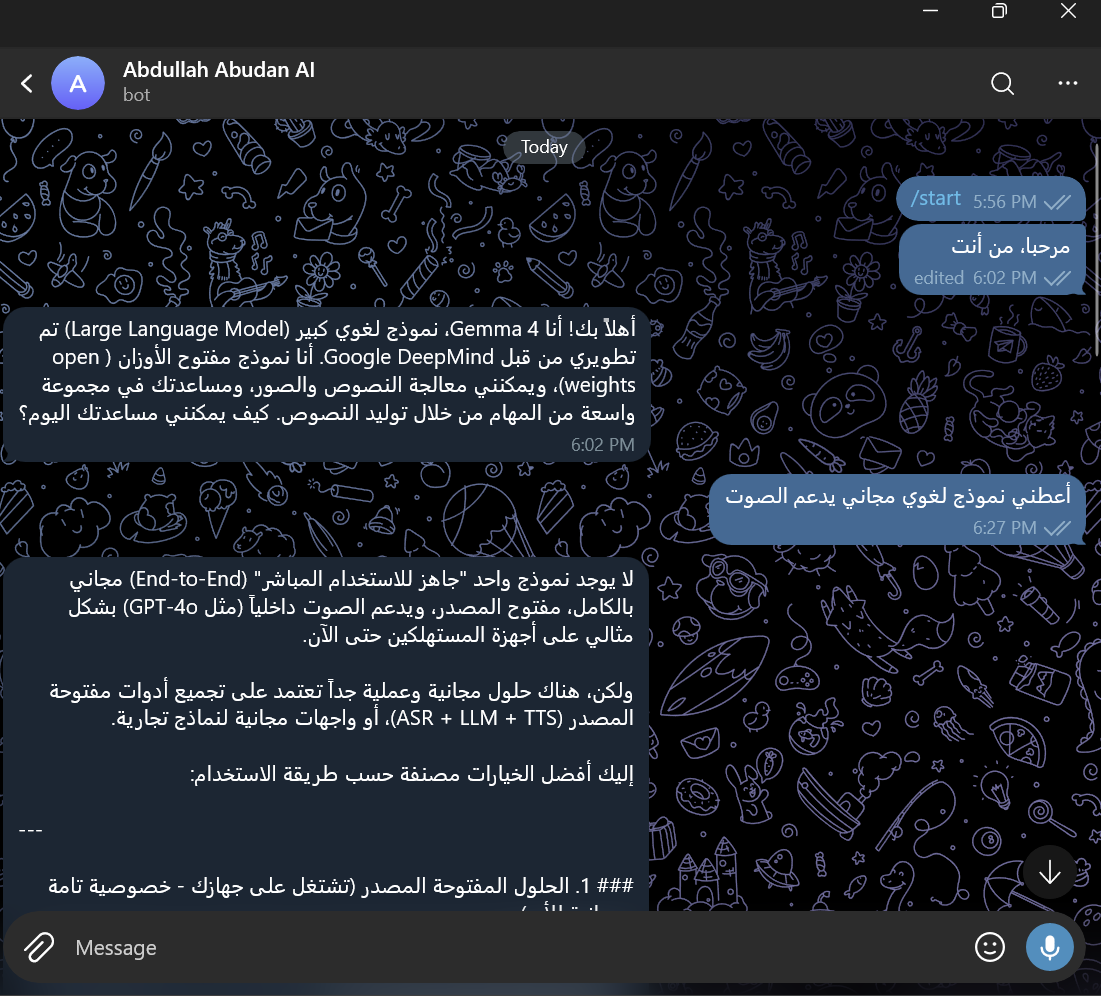 Abdullah Abudan AI
bot
A
Today
/start 5:56 PM
مرحبا، من أنت
edited 6:02 PM
أهلاً بك! أنا Gemma 4، نموذج لغوي كبير (Large Language Model) تم
تطويري من قبل Google DeepMind. أنا نموذج مفتوح الأوزان ( open
weights)، ويمكنني معالجة النصوص والصور، ومساعدتك في مجموعة
واسعة من المهام من خلال توليد النصوص. كيف يمكنني مساعدتك اليوم؟
6:02 PM
أعطني نموذج لغوي مجاني يدعم الصوت
6:27 PM
لا يوجد نموذج واحد "جاهز للاستخدام المباشر" (End-to-End) مجاني
بالكامل، مفتوح المصدر، ويدعم الصوت داخلياً (مثل GPT-4o) بشكل
مثالي على أجهزة المستهلكين حتى الآن.
ولكن، هناك حلول مجانية وعملية جداً تعتمد على تجميع أدوات مفتوحة
المصدر (ASR + LLM + TTS)، أو واجهات مجانية لنماذج تجارية.
إليك أفضل الخيارات مصنفة حسب طريقة الاستخدام:
---
### 1. الحلول المفتوحة المصدر (تشتغل على جهازك - خصوصية تامة
Message